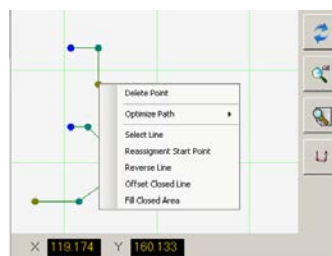 Delete Point
Optimize Path
Select Line
Reassigment Start Point
Reverse Line
Offset Closed Line
Fill Closed Area
X 119.174 Y 160.133